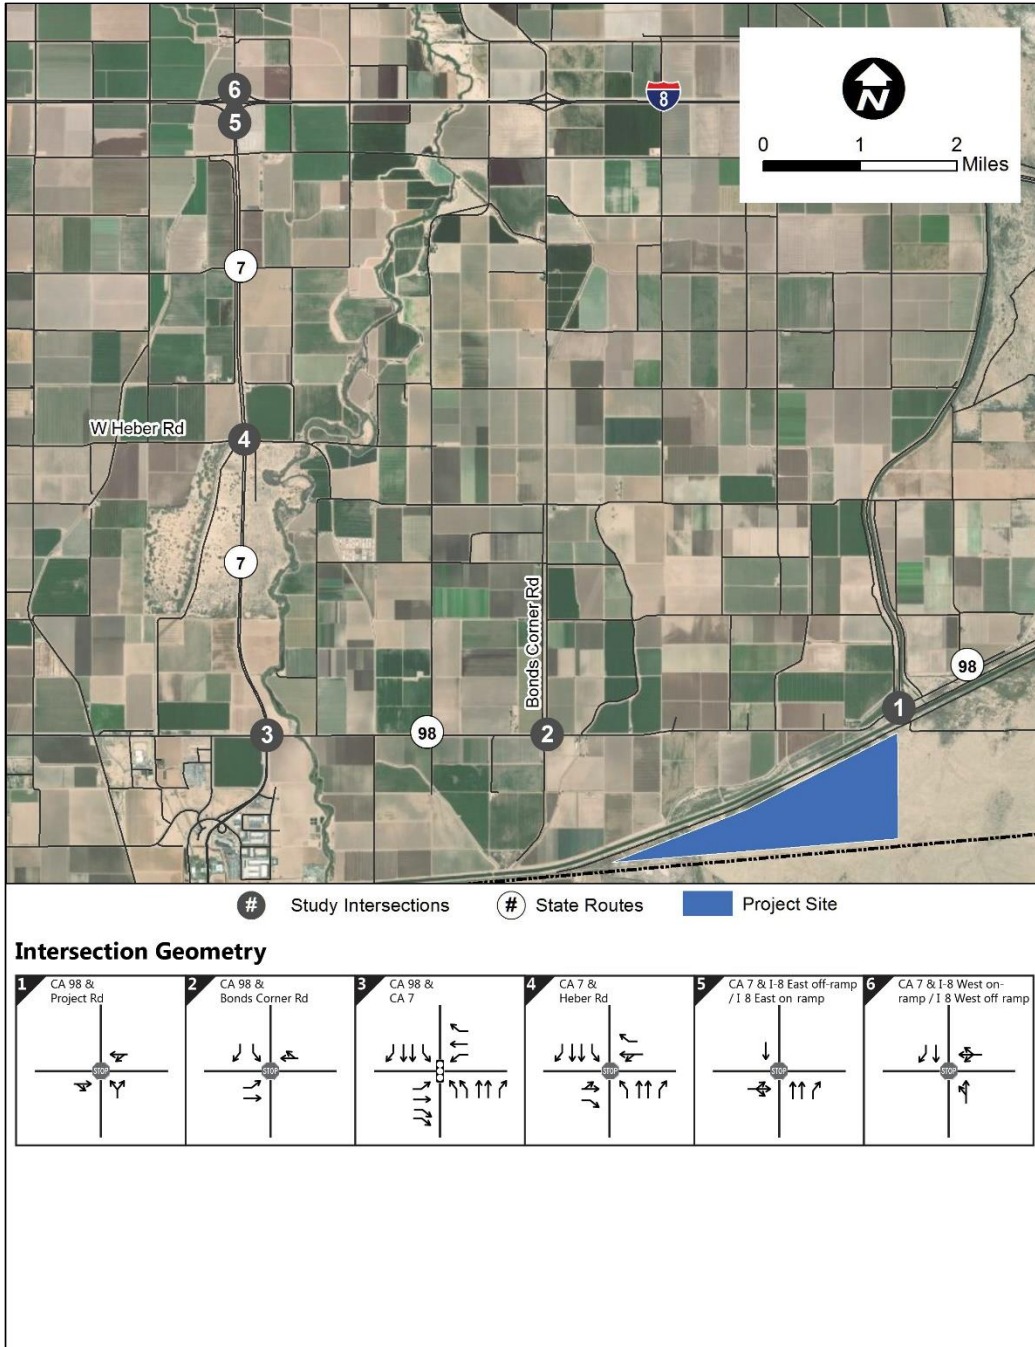 6
5
8
N
0 1 2
Miles
7
W Heber Rd
4
7
Bonds Corner Rd
98
1
3
98
2
# Study Intersections # State Routes Project Site
Intersection Geometry
1 CA 98 &
Project Rd
STOP
2 CA 98 &
Bonds Corner Rd
STOP
3 CA 98 &
CA 7
4 CA 7 &
Heber Rd
STOP
5 CA 7 & I-8 East off-ramp
/ I 8 East on ramp
STOP
6 CA 7 & I-8 West on-
ramp / I 8 West off ramp
STOP